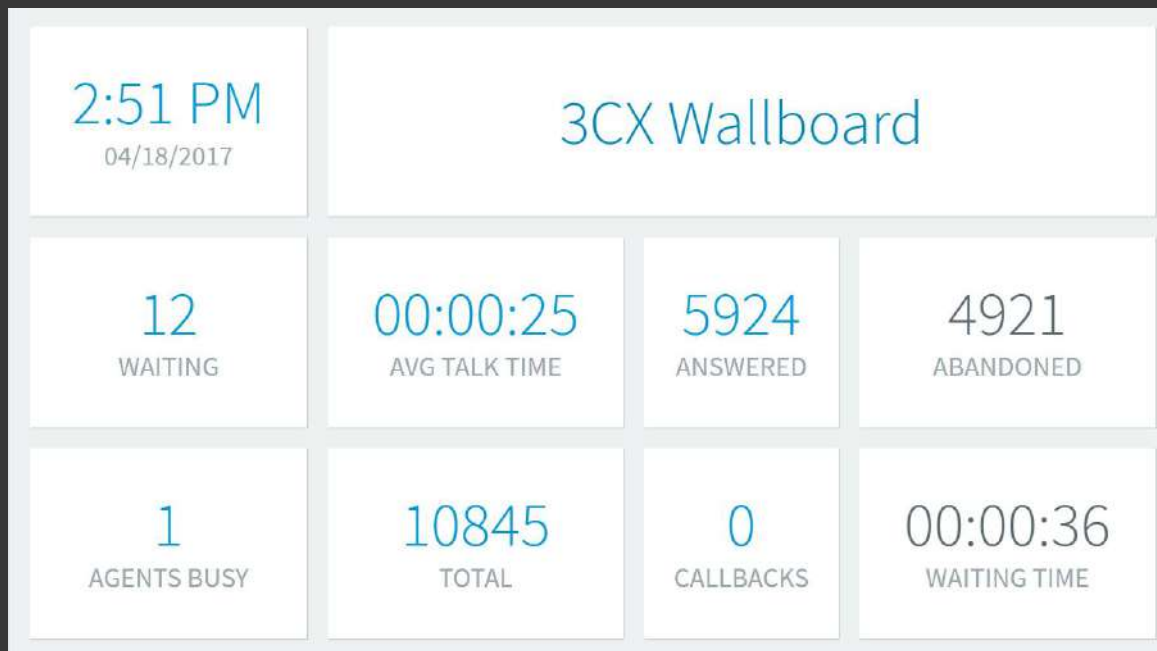 2:51 PM
04/18/2017
3CX Wallboard
12
WAITING
00:00:25
AVG TALK TIME
5924
ANSWERED
4921
ABANDONED
1
AGENTS BUSY
10845
TOTAL
0
CALLBACKS
00:00:36
WAITING TIME